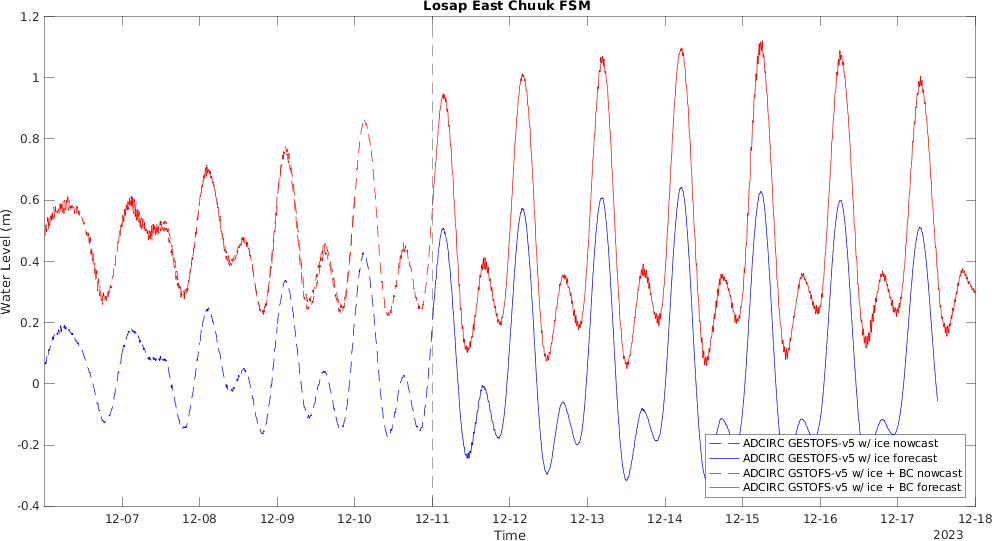 Losap East Chuuk FSM
1.2
1
0.8
0.6
0.4
0.2
0
-0.2
-0.4
Water Level (m)
ADCIRC GESTOFS-v5 w/ ice nowcast
ADCIRC GESTOFS-v5 w/ ice forecast
ADCIRC GSTOFS-v5 w/ ice + BC nowcast
ADCIRC GSTOFS-v5 w/ ice + BC forecast
12-07 12-08 12-09 12-10 12-11 12-12 12-13 12-14 12-15 12-16 12-17 12-18
Time
2023